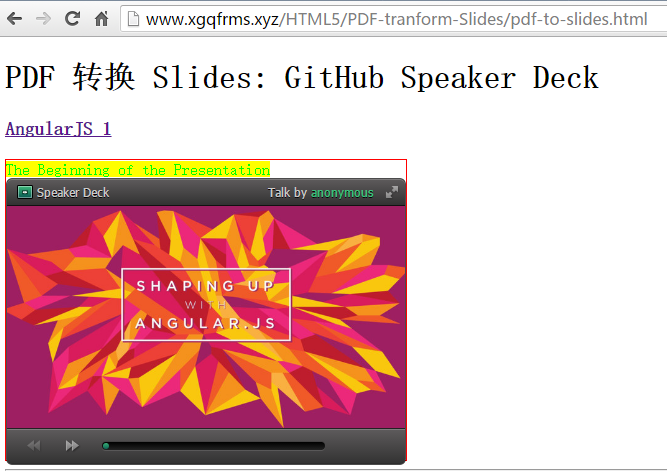 www.xgqfrms.xyz/HTML5/PDF-tranform-Slides/pdf-to-slides.html
PDF 转换 Slides: GitHub Speaker Deck
AngularJS 1
The Beginning of the Presentation
Speaker Deck Talk by anonymous
SHAPING UP
WITH
ANGULAR.JS